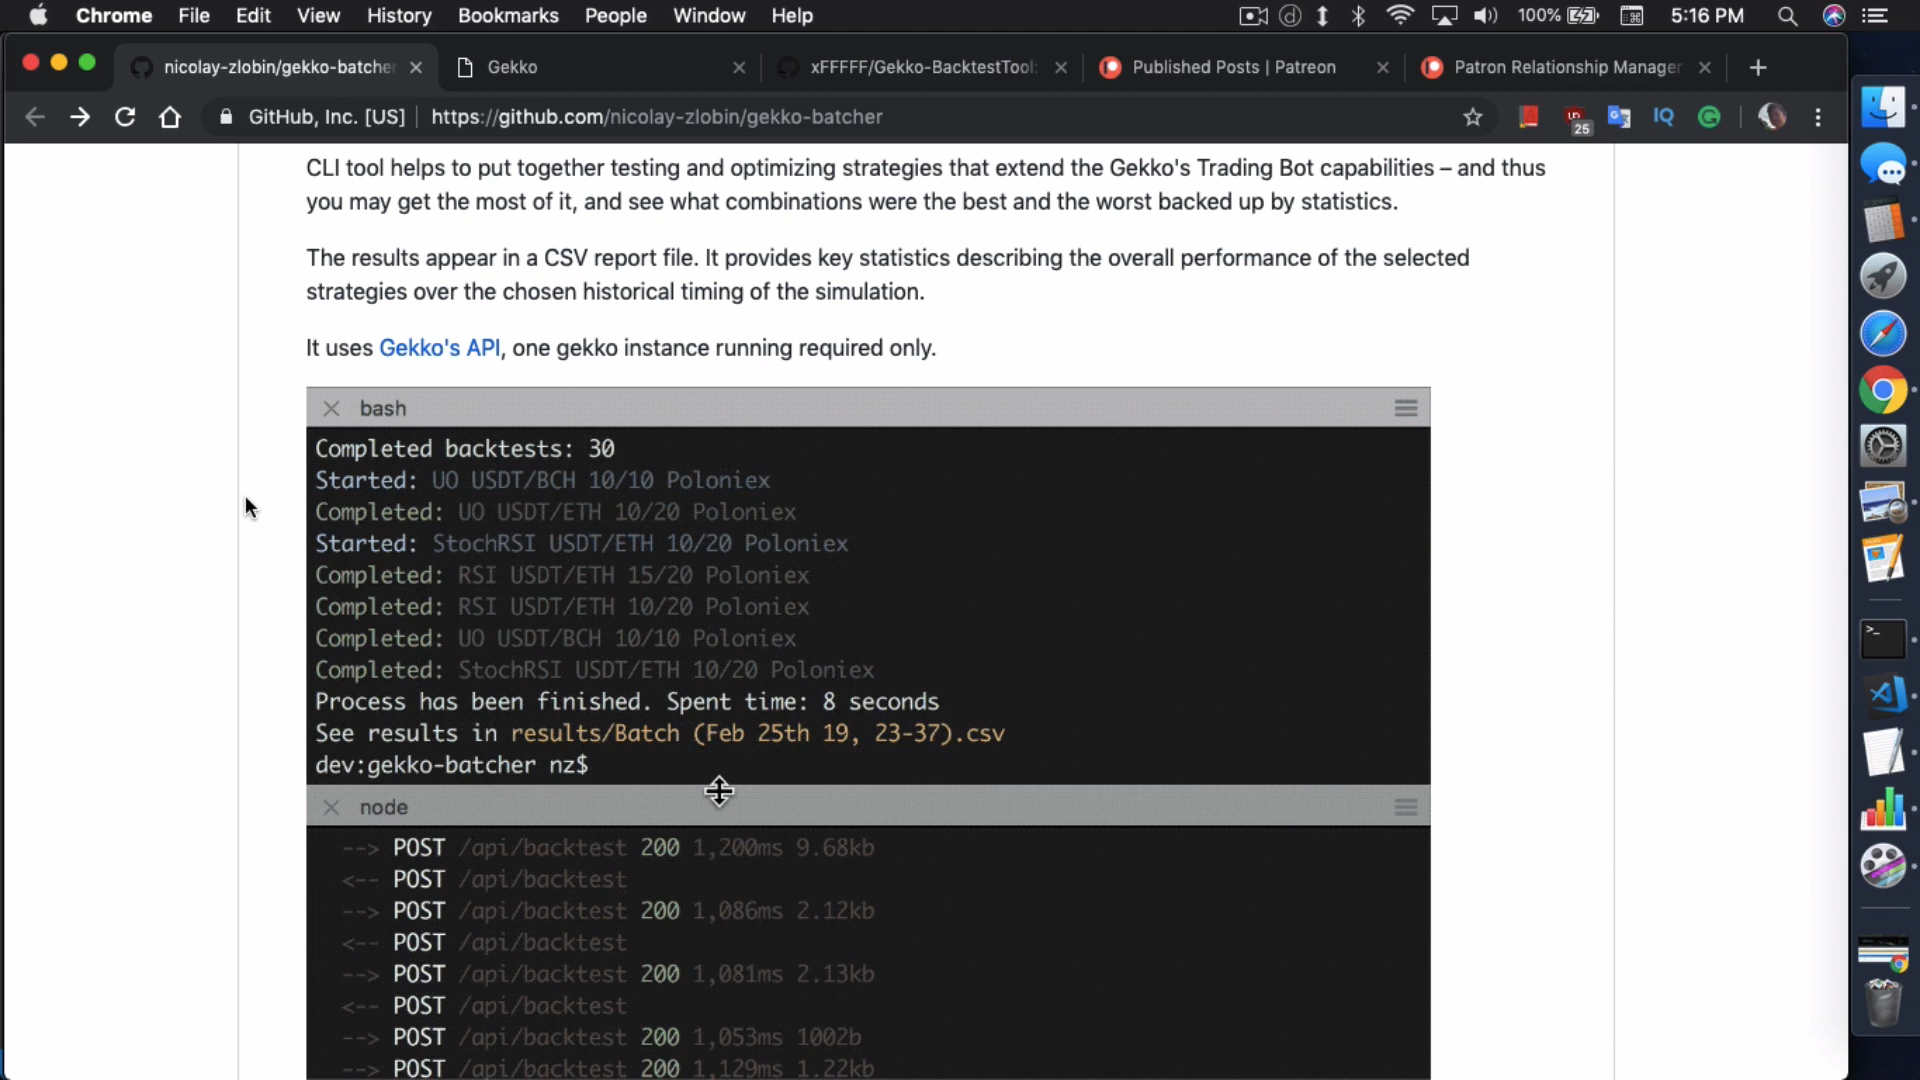 Chrome File Edit View History Bookmarks People Window Help 100% 5:16 PM
nicolay-zlobin/gekko-batcher Gekko xFFFFF/Gekko-BacktestTool: Published Posts | Patreon Patron Relationship Manager
GitHub, Inc. [US] https://github.com/nicolay-zlobin/gekko-batcher 25 IQ
CLI tool helps to put together testing and optimizing strategies that extend the Gekko's Trading Bot capabilities – and thus
you may get the most of it, and see what combinations were the best and the worst backed up by statistics.
The results appear in a CSV report file. It provides key statistics describing the overall performance of the selected
strategies over the chosen historical timing of the simulation.
It uses Gekko's API, one gekko instance running required only.
bash
Completed backtests: 30
Started: UO USDT/BCH 10/10 Poloniex
Completed: UO USDT/ETH 10/20 Poloniex
Started: StochRSI USDT/ETH 10/20 Poloniex
Completed: RSI USDT/ETH 15/20 Poloniex
Completed: RSI USDT/ETH 10/20 Poloniex
Completed: UO USDT/BCH 10/10 Poloniex
Completed: StochRSI USDT/ETH 10/20 Poloniex
Process has been finished. Spent time: 8 seconds
See results in results/Batch (Feb 25th 19, 23-37).csv
dev:gekko-batcher nz$
node
--> POST /api/backtest 200 1,200ms 9.68kb
<-- POST /api/backtest
--> POST /api/backtest 200 1,086ms 2.12kb
<-- POST /api/backtest
--> POST /api/backtest 200 1,081ms 2.13kb
<-- POST /api/backtest
--> POST /api/backtest 200 1,053ms 1002b
--> POST /api/backtest 200 1,129ms 1.22kb